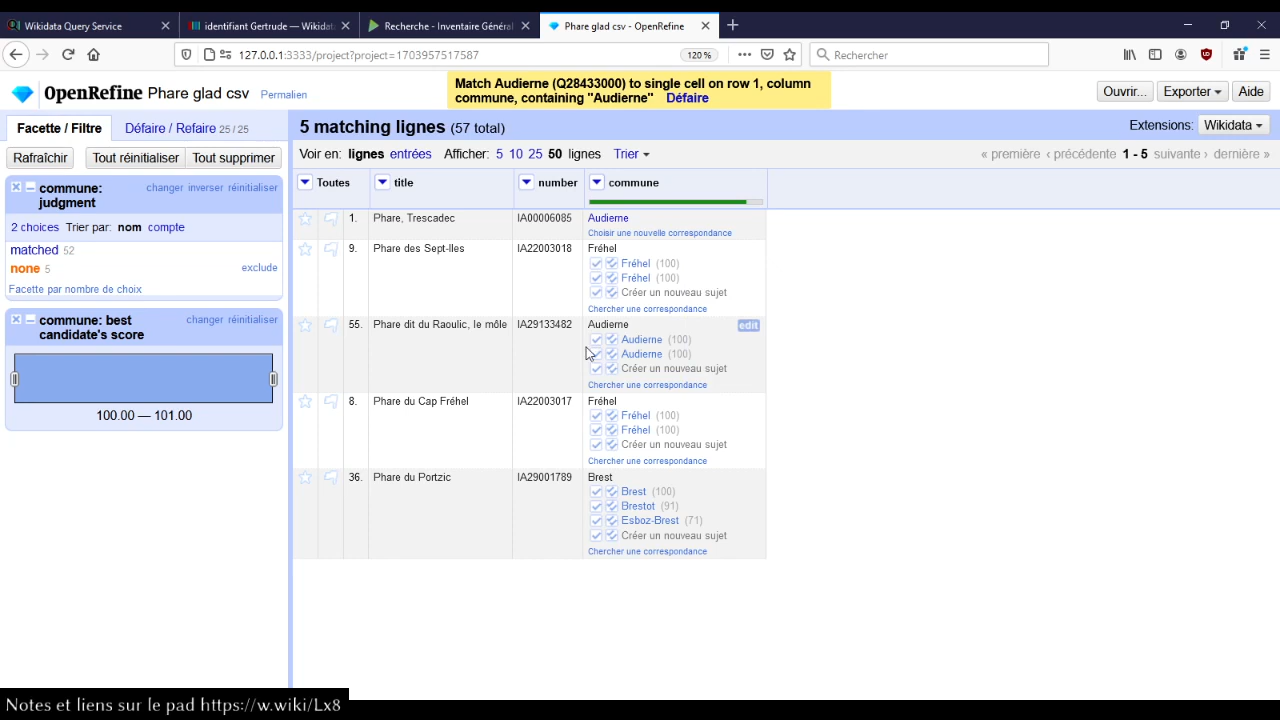 Wikidata Query Service
identifiant Gertrude — Wikidat
Recherche - Inventaire Général
Phare glad csv - OpenRefine
127.0.0.1:3333/project?project=1703957517587
120 %
Rechercher
OpenRefine Phare glad csv Permalien
Match Audierne (Q28433000) to single cell on row 1, column
commune, containing "Audierne" Défaire
Ouvrir... Exporter Aide
Facette / Filtre Défaire / Refaire 25 / 25
5 matching lignes (57 total)
Extensions: Wikidata
Rafraîchir Tout réinitialiser Tout supprimer
Voir en: lignes entrées Afficher: 5 10 25 50 lignes Trier
« première ‹ précédente 1 - 5 suivante › dernière »
commune: judgment
changer inverser réinitialiser
2 choices Trier par: nom compte
matched 52
none 5 exclude
Facette par nombre de choix
commune: best
candidate's score
changer réinitialiser
100.00 — 101.00
Toutes title number commune
1. Phare, Trescadec IA00006085 Audierne
Choisir une nouvelle correspondance
9. Phare des Sept-Iles IA22003018 Fréhel
Fréhel (100)
Fréhel (100)
Créer un nouveau sujet
Chercher une correspondance
55. Phare dit du Raoulic, le môle IA29133482 Audierne edit
Audierne (100)
Audierne (100)
Créer un nouveau sujet
Chercher une correspondance
8. Phare du Cap Fréhel IA22003017 Fréhel
Fréhel (100)
Fréhel (100)
Créer un nouveau sujet
Chercher une correspondance
36. Phare du Portzic IA29001789 Brest
Brest (100)
Brestot (91)
Esboz-Brest (71)
Créer un nouveau sujet
Chercher une correspondance
Notes et liens sur le pad https://w.wiki/Lx8